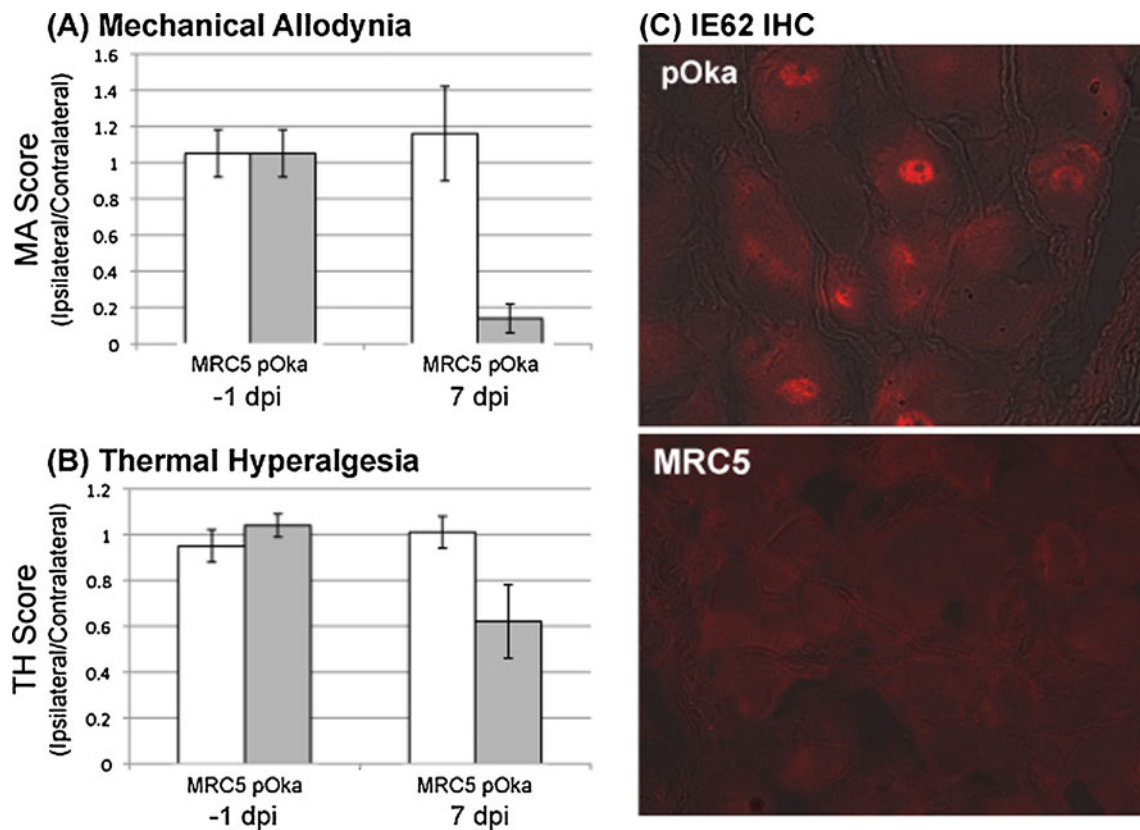 (A) Mechanical Allodynia
MA Score
(Ipsilateral/Contralateral)
1.6
1.4
1.2
1
0.8
0.6
0.4
0.2
0
MRC5 pOka
-1 dpi
MRC5 pOka
7 dpi
(B) Thermal Hyperalgesia
TH Score
(Ipsilateral/Contralateral)
1.2
1
0.8
0.6
0.4
0.2
0
MRC5 pOka
-1 dpi
MRC5 pOka
7 dpi
(C) IE62 IHC
pOka
MRC5